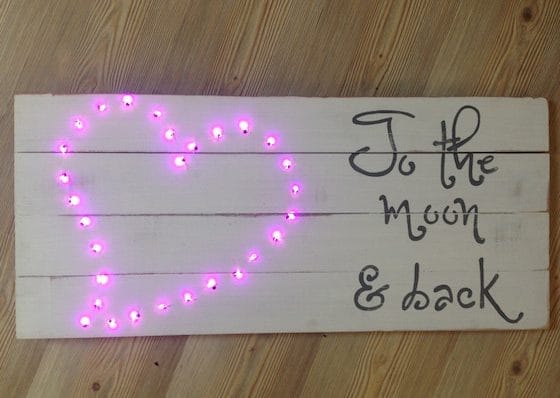 To the
moon
& back